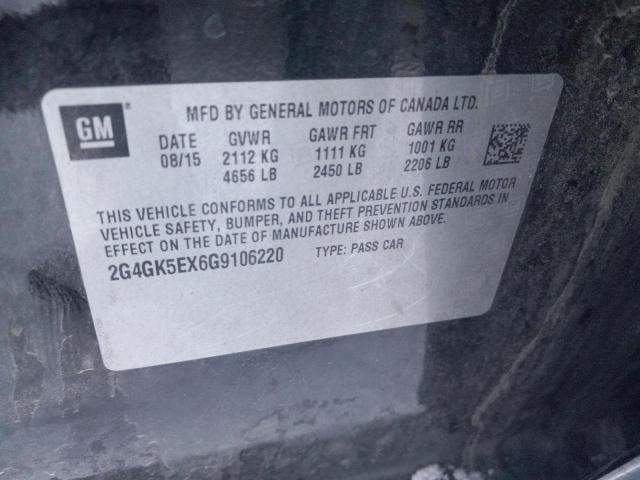 GM
MFD BY GENERAL MOTORS OF CANADA LTD.
DATE GVWR GAWR FRT GAWR RR
08/15 2112 KG 1111 KG 1001 KG
4656 LB 2450 LB 2206 LB
THIS VEHICLE CONFORMS TO ALL APPLICABLE U.S. FEDERAL MOTOR
VEHICLE SAFETY, BUMPER, AND THEFT PREVENTION STANDARDS IN
EFFECT ON THE DATE OF MANUFACTURE SHOWN ABOVE.
2G4GK5EX6G9106220 TYPE: PASS CAR